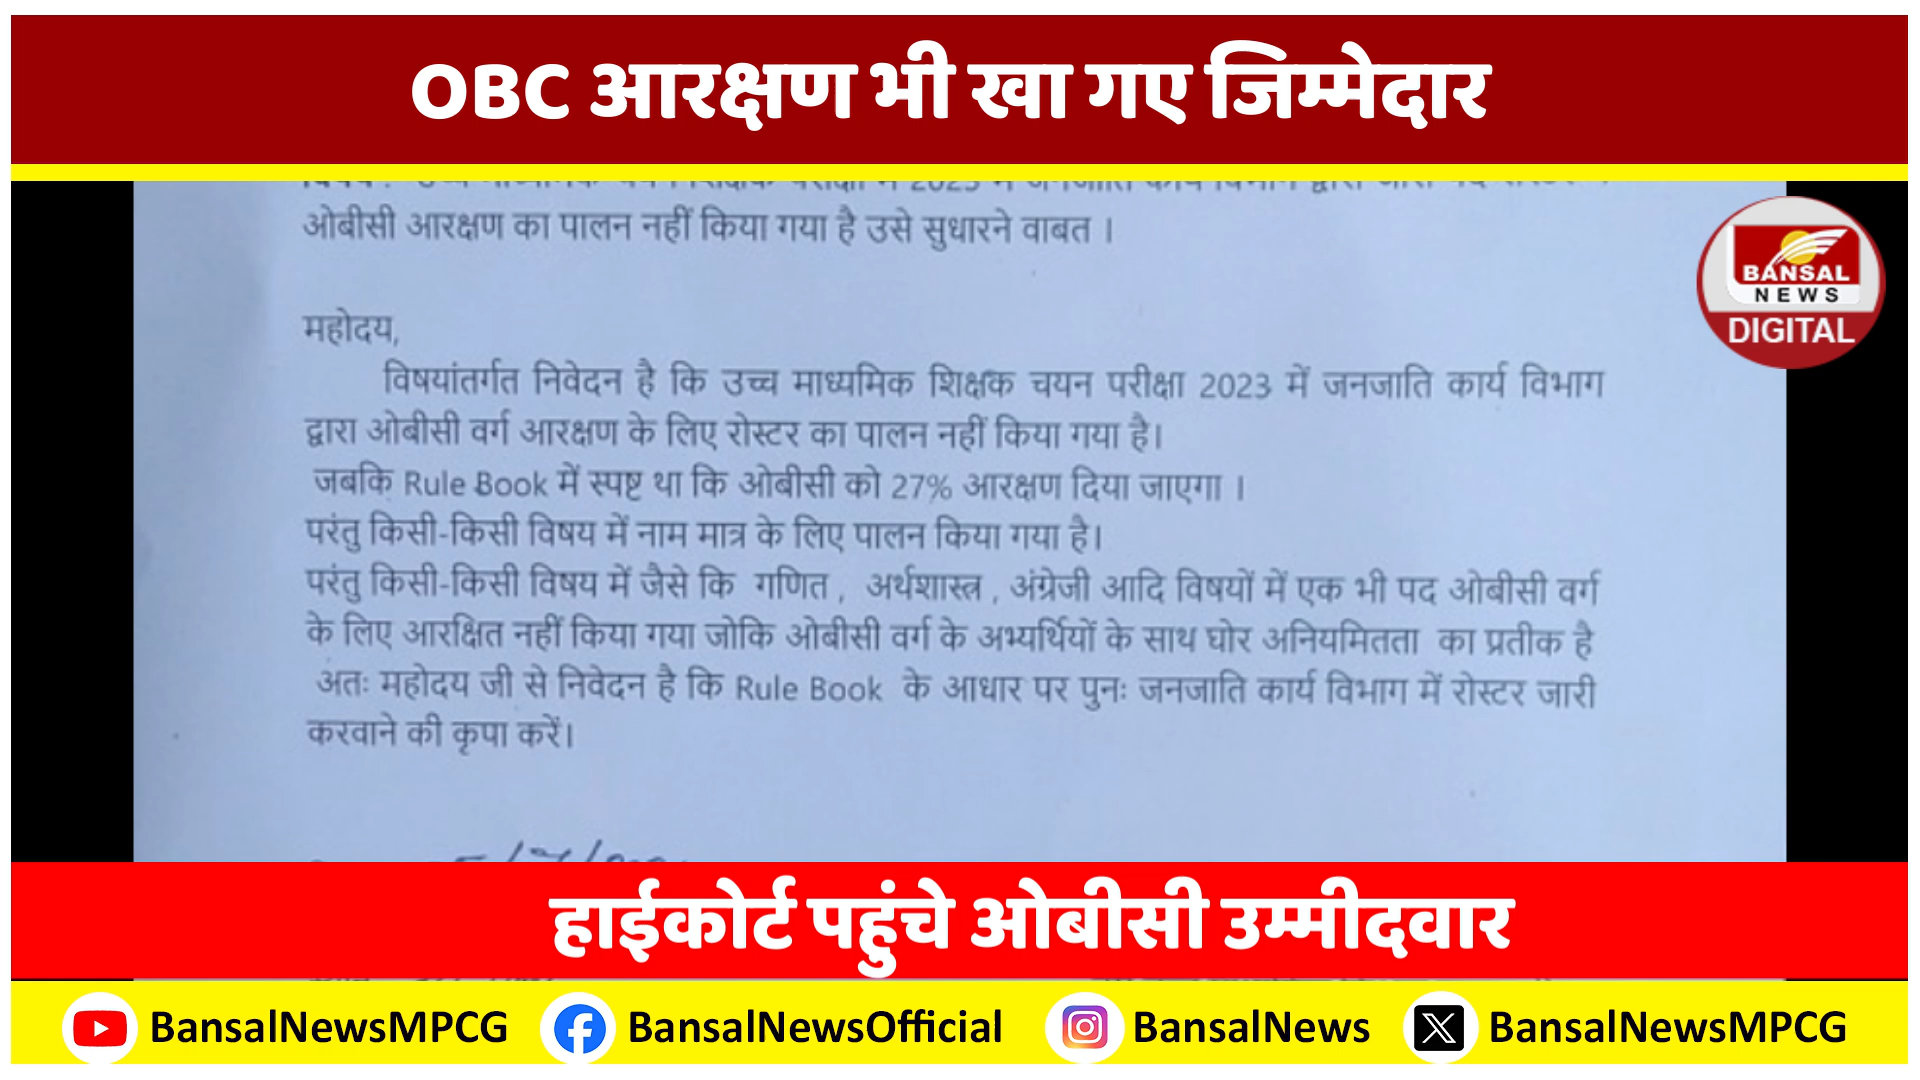 OBC आरक्षण भी खा गए जिम्मेदार
ओबीसी आरक्षण का पालन नहीं किया गया है उसे सुधारने वाबत ।
BANSAL
NEWS
DIGITAL
महोदय,
विषयांतर्गत निवेदन है कि उच्च माध्यमिक शिक्षक चयन परीक्षा 2023 में जनजाति कार्य विभाग
द्वारा ओबीसी वर्ग आरक्षण के लिए रोस्टर का पालन नहीं किया गया है।
जबकि Rule Book में स्पष्ट था कि ओबीसी को 27% आरक्षण दिया जाएगा ।
परंतु किसी-किसी विषय में नाम मात्र के लिए पालन किया गया है।
परंतु किसी-किसी विषय में जैसे कि गणित , अर्थशास्त्र , अंग्रेजी आदि विषयों में एक भी पद ओबीसी वर्ग
के लिए आरक्षित नहीं किया गया जोकि ओबीसी वर्ग के अभ्यर्थियों के साथ घोर अनियमितता का प्रतीक है
अतः महोदय जी से निवेदन है कि Rule Book के आधार पर पुनः जनजाति कार्य विभाग में रोस्टर जारी
करवाने की कृपा करें।
हाईकोर्ट पहुंचे ओबीसी उम्मीदवार
BansalNewsMPCG BansalNewsOfficial BansalNews BansalNewsMPCG